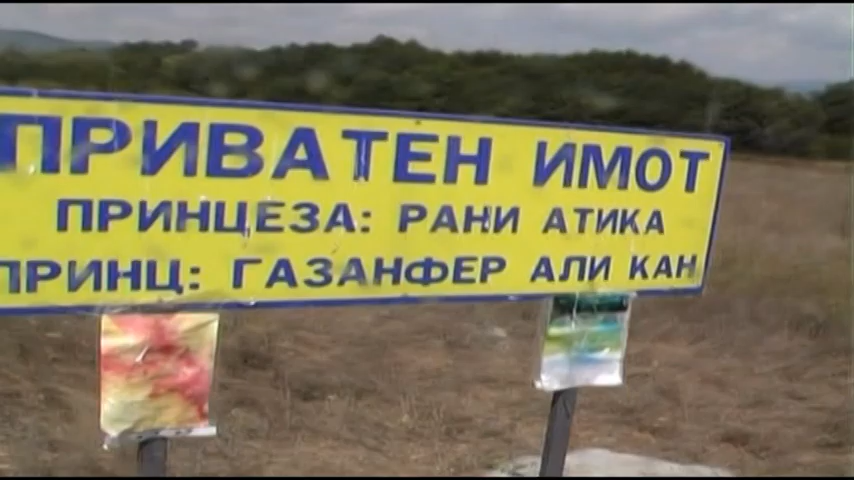 ПРИВАТЕН ИМОТ
ПРИНЦЕЗА: РАНИ АТИКА
ПРИНЦ: ГАЗАНФЕР АЛИ КАН